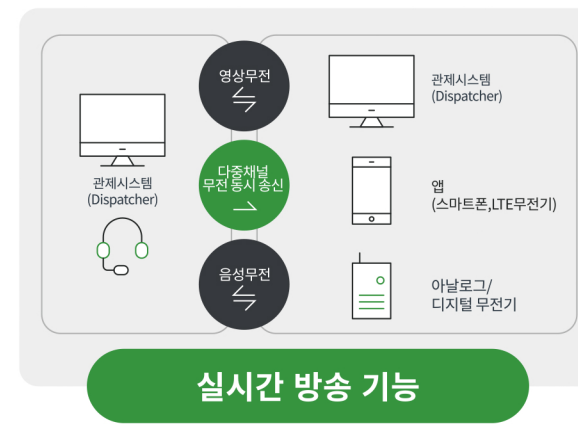 관제시스템
(Dispatcher)
영상무전
다중채널
무전 동시 송신
음성무전
관제시스템
(Dispatcher)
앱
(스마트폰,LTE무전기)
아날로그/
디지털 무전기
실시간 방송 기능